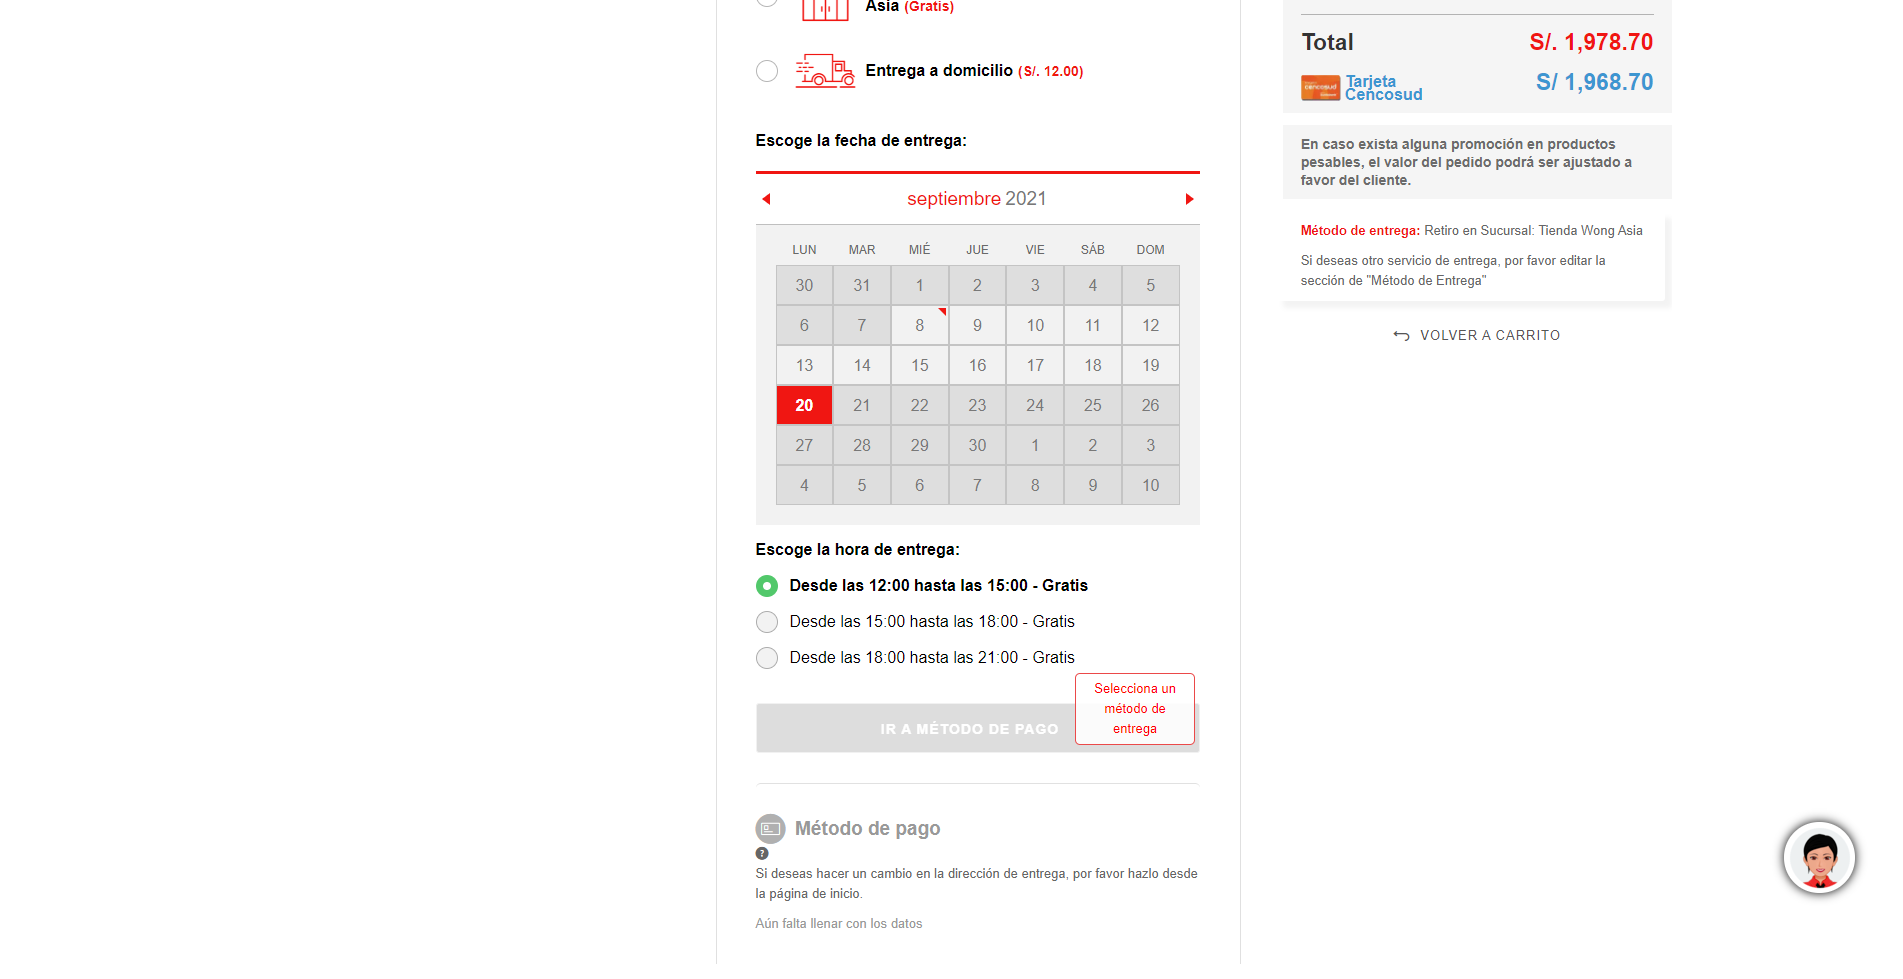 Asia (Gratis)
Entrega a domicilio (S/. 12.00)
Escoge la fecha de entrega:
septiembre 2021
LUN MAR MIÉ JUE VIE SÁB DOM
30 31 1 2 3 4 5
6 7 8 9 10 11 12
13 14 15 16 17 18 19
20 21 22 23 24 25 26
27 28 29 30 1 2 3
4 5 6 7 8 9 10
Escoge la hora de entrega:
Desde las 12:00 hasta las 15:00 - Gratis
Desde las 15:00 hasta las 18:00 - Gratis
Desde las 18:00 hasta las 21:00 - Gratis
Selecciona un
método de
entrega
IR A MÉTODO DE PAGO
Método de pago
?
Si deseas hacer un cambio en la dirección de entrega, por favor hazlo desde
la página de inicio.
Aún falta llenar con los datos
Total S/. 1,978.70
cencosud
Tarjeta
Cencosud
S/ 1,968.70
En caso exista alguna promoción en productos
pesables, el valor del pedido podrá ser ajustado a
favor del cliente.
Método de entrega: Retiro en Sucursal: Tienda Wong Asia
Si deseas otro servicio de entrega, por favor editar la
sección de "Método de Entrega"
VOLVER A CARRITO